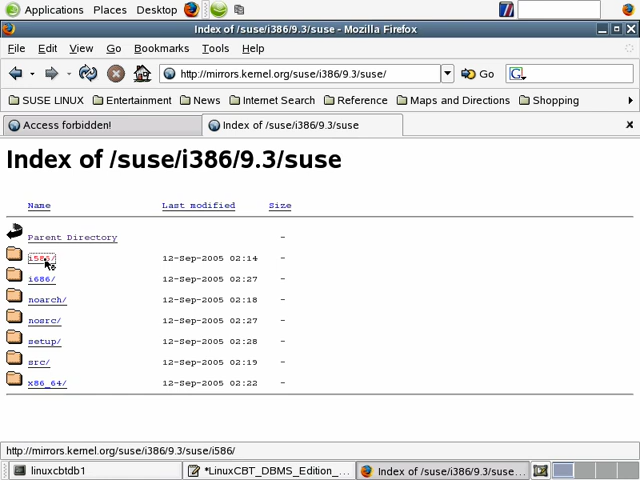 Applications Places Desktop
Index of /suse/i386/9.3/suse - Mozilla Firefox
File Edit View Go Bookmarks Tools Help
http://mirrors.kernel.org/suse/i386/9.3/suse/ Go G
SUSE LINUX Entertainment News Internet Search Reference Maps and Directions Shopping
Access forbidden! Index of /suse/i386/9.3/suse
Index of /suse/i386/9.3/suse
Name Last modified Size
Parent Directory -
i586/ 12-Sep-2005 02:14 -
i686/ 12-Sep-2005 02:27 -
noarch/ 12-Sep-2005 02:18 -
nosrc/ 12-Sep-2005 02:27 -
setup/ 12-Sep-2005 02:28 -
src/ 12-Sep-2005 02:19 -
x86_64/ 12-Sep-2005 02:22 -
http://mirrors.kernel.org/suse/i386/9.3/suse/i586/
linuxcbtdb1 *LinuxCBT_DBMS_Edition_... Index of /suse/i386/9.3/suse...